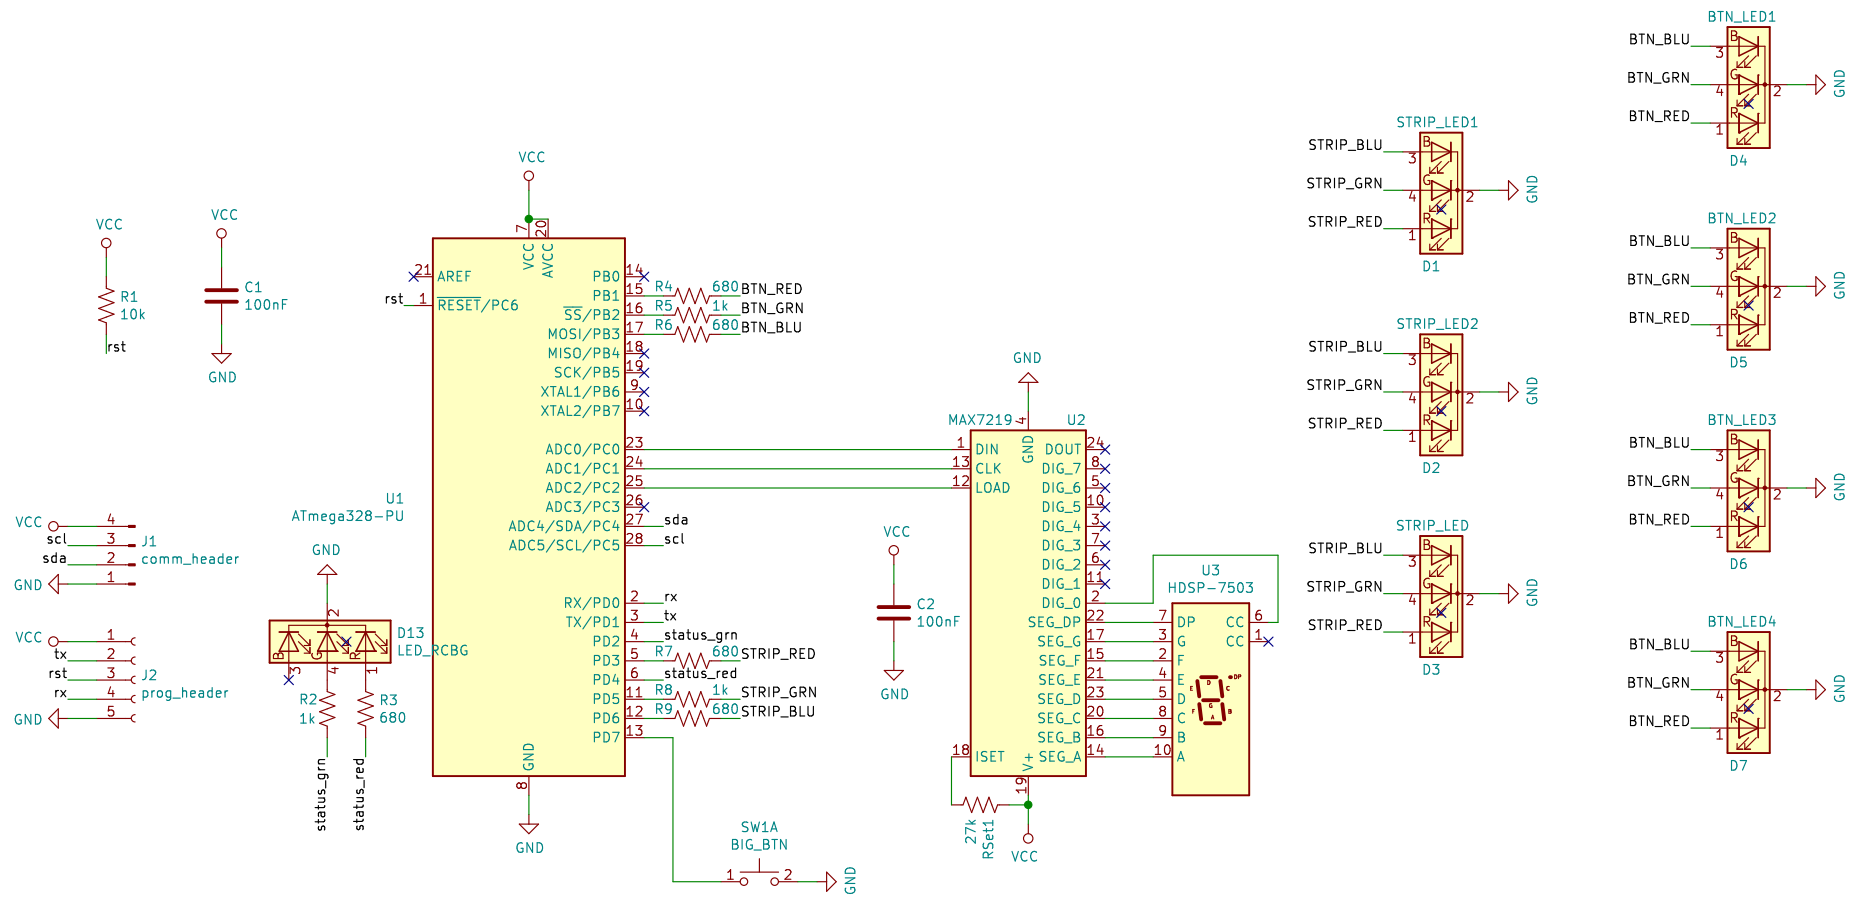 VCC
R1
10k
rst
VCC
C1
100nF
GND
VCC
scl
sda
GND
4
3
2
1
J1
comm_header
VCC
tx
rst
rx
GND
1
2
3
4
5
J2
prog_header
GND
2
B
G
R
3
4
1
D13
LED_RCBG
R2
1k
R3
680
status_grn
status_red
U1
ATmega328-PU
VCC
7
20
VCC
AVCC
21 AREF
rst 1 RESET/PC6
PB0 14
PB1 15 R4 680 BTN_RED
SS/PB2 16 R5 1k BTN_GRN
MOSI/PB3 17 R6 680 BTN_BLU
MISO/PB4 18
SCK/PB5 19
XTAL1/PB6 9
XTAL2/PB7 10
ADC0/PC0 23
ADC1/PC1 24
ADC2/PC2 25
ADC3/PC3 26
ADC4/SDA/PC4 27 sda
ADC5/SCL/PC5 28 scl
RX/PD0 2 rx
TX/PD1 3 tx
PD2 4 status_grn
PD3 5 R7 680 STRIP_RED
PD4 6 status_red
PD5 11 R8 1k STRIP_GRN
PD6 12 R9 680 STRIP_BLU
PD7 13
GND
8
GND
SW1A
BIG_BTN
1 2
GND
VCC
C2
100nF
GND
GND
MAX7219
U2
4
GND
1 DIN
13 CLK
12 LOAD
18 ISET
DOUT 24
DIG_7 8
DIG_6 5
DIG_5 10
DIG_4 3
DIG_3 7
DIG_2 6
DIG_1 11
DIG_0 2
SEG_DP 22
SEG_G 17
SEG_F 15
SEG_E 21
SEG_D 23
SEG_C 20
SEG_B 16
SEG_A 14
V+
19
27k
RSet1
VCC
U3
HDSP-7503
7 DP
3 G
2 F
4 E
5 D
8 C
9 B
10 A
CC 6
CC 1
D
DP
E
C
G
F
B
A
STRIP_LED1
STRIP_BLU 3 B
STRIP_GRN 4 G 2 GND
STRIP_RED 1 R
D1
STRIP_LED2
STRIP_BLU 3 B
STRIP_GRN 4 G 2 GND
STRIP_RED 1 R
D2
STRIP_LED
STRIP_BLU 3 B
STRIP_GRN 4 G 2 GND
STRIP_RED 1 R
D3
BTN_LED1
BTN_BLU 3 B
BTN_GRN 4 G 2 GND
BTN_RED 1 R
D4
BTN_LED2
BTN_BLU 3 B
BTN_GRN 4 G 2 GND
BTN_RED 1 R
D5
BTN_LED3
BTN_BLU 3 B
BTN_GRN 4 G 2 GND
BTN_RED 1 R
D6
BTN_LED4
BTN_BLU 3 B
BTN_GRN 4 G 2 GND
BTN_RED 1 R
D7